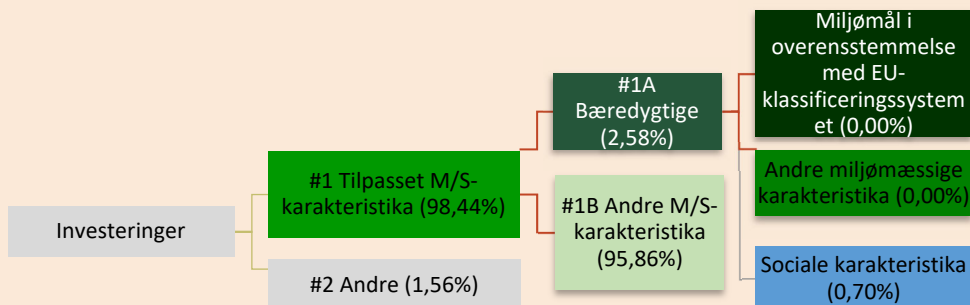 Investeringer
#1 Tilpasset M/S-
karakteristika (98,44%)
#2 Andre (1,56%)
#1A
Bæredygtige
(2,58%)
#1B Andre M/S-
karakteristika
(95,86%)
Miljømål i
overensstemmelse
med EU-
klassificeringssystem
et (0,00%)
Andre miljømæssige
karakteristika (0,00%)
Sociale karakteristika
(0,70%)